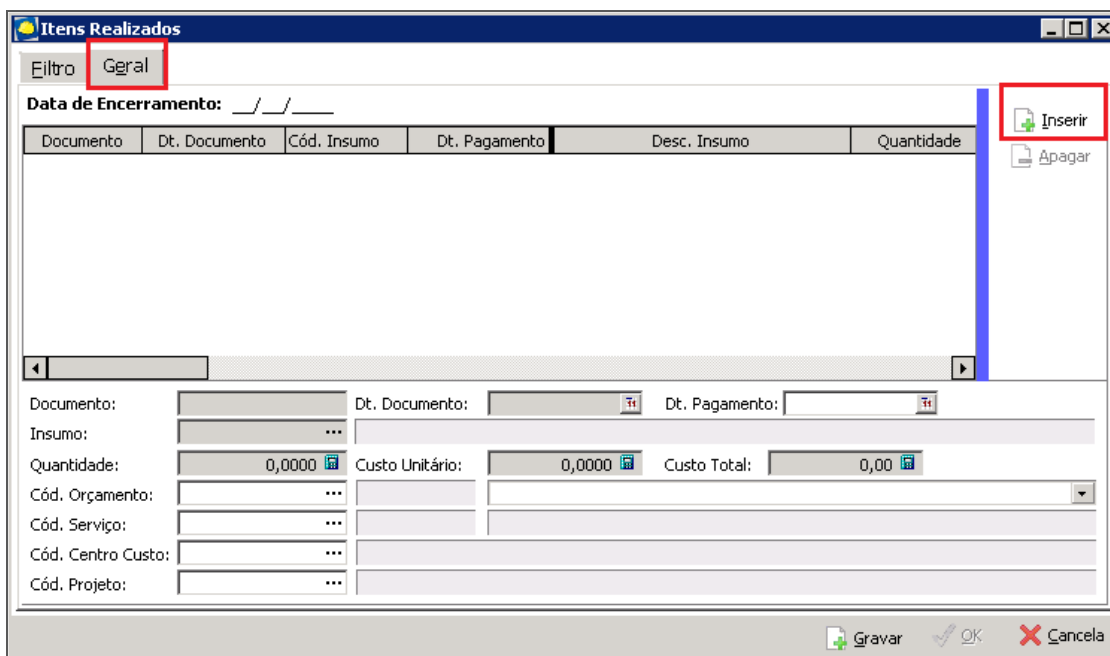 Itens Realizados
Filtro Geral
Data de Encerramento: __/__/____
Inserir
Apagar
Documento Dt. Documento Cód. Insumo Dt. Pagamento Desc. Insumo Quantidade
Documento: Dt. Documento: Dt. Pagamento:
Insumo: ...
Quantidade: 0,0000 Custo Unitário: 0,0000 Custo Total: 0,00
Cód. Orçamento: ...
Cód. Serviço: ...
Cód. Centro Custo: ...
Cód. Projeto: ...
Gravar OK Cancela